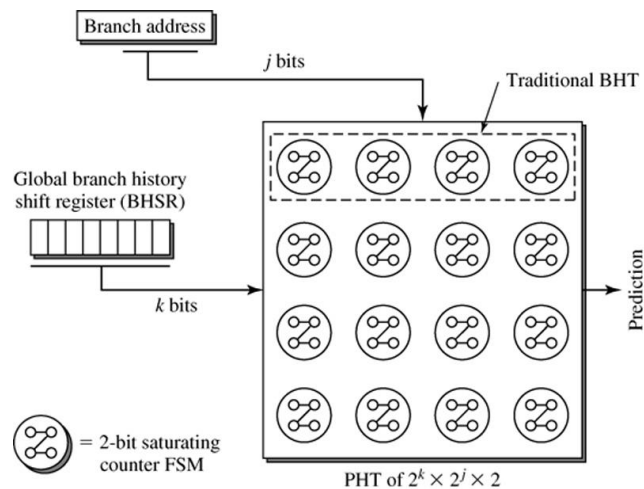 Branch address
j bits
Traditional BHT
Global branch history
shift register (BHSR)
k bits
Prediction
= 2-bit saturating
counter FSM
PHT of 2^k × 2^j × 2